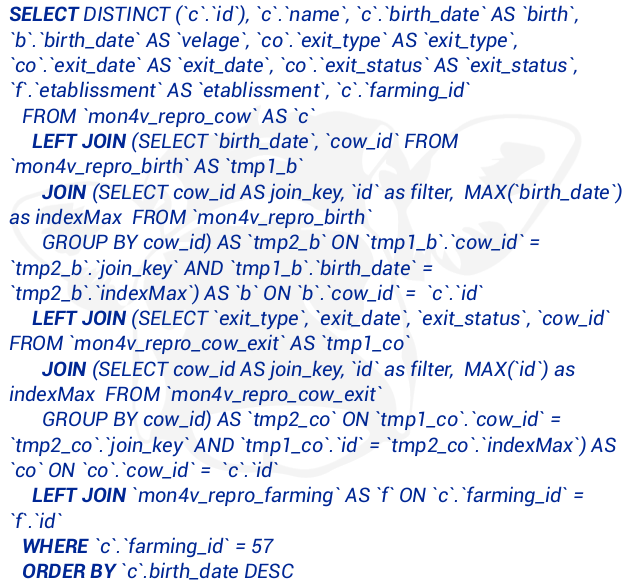 SELECT DISTINCT (`c`.`id`), `c`.`name`, `c`.`birth_date` AS `birth`,
`b`.`birth_date` AS `velage`, `co`.`exit_type` AS `exit_type`,
`co`.`exit_date` AS `exit_date`, `co`.`exit_status` AS `exit_status`,
`f`.`etablissment` AS `etablissment`, `c`.`farming_id`
FROM `mon4v_repro_cow` AS `c`
LEFT JOIN (SELECT `birth_date`, `cow_id` FROM
`mon4v_repro_birth` AS `tmp1_b`
JOIN (SELECT cow_id AS join_key, `id` as filter,  MAX(`birth_date`)
as indexMax  FROM `mon4v_repro_birth`
GROUP BY cow_id) AS `tmp2_b` ON `tmp1_b`.`cow_id` =
`tmp2_b`.`join_key` AND `tmp1_b`.`birth_date` =
`tmp2_b`.`indexMax`) AS `b` ON `b`.`cow_id` =  `c`.`id`
LEFT JOIN (SELECT `exit_type`, `exit_date`, `exit_status`, `cow_id`
FROM `mon4v_repro_cow_exit` AS `tmp1_co`
JOIN (SELECT cow_id AS join_key, `id` as filter,  MAX(`id`) as
indexMax  FROM `mon4v_repro_cow_exit`
GROUP BY cow_id) AS `tmp2_co` ON `tmp1_co`.`cow_id` =
`tmp2_co`.`join_key` AND `tmp1_co`.`id` = `tmp2_co`.`indexMax`) AS
`co` ON `co`.`cow_id` =  `c`.`id`
LEFT JOIN `mon4v_repro_farming` AS `f` ON `c`.`farming_id` =
`f`.`id`
WHERE `c`.`farming_id` = 57
ORDER BY `c`.birth_date DESC